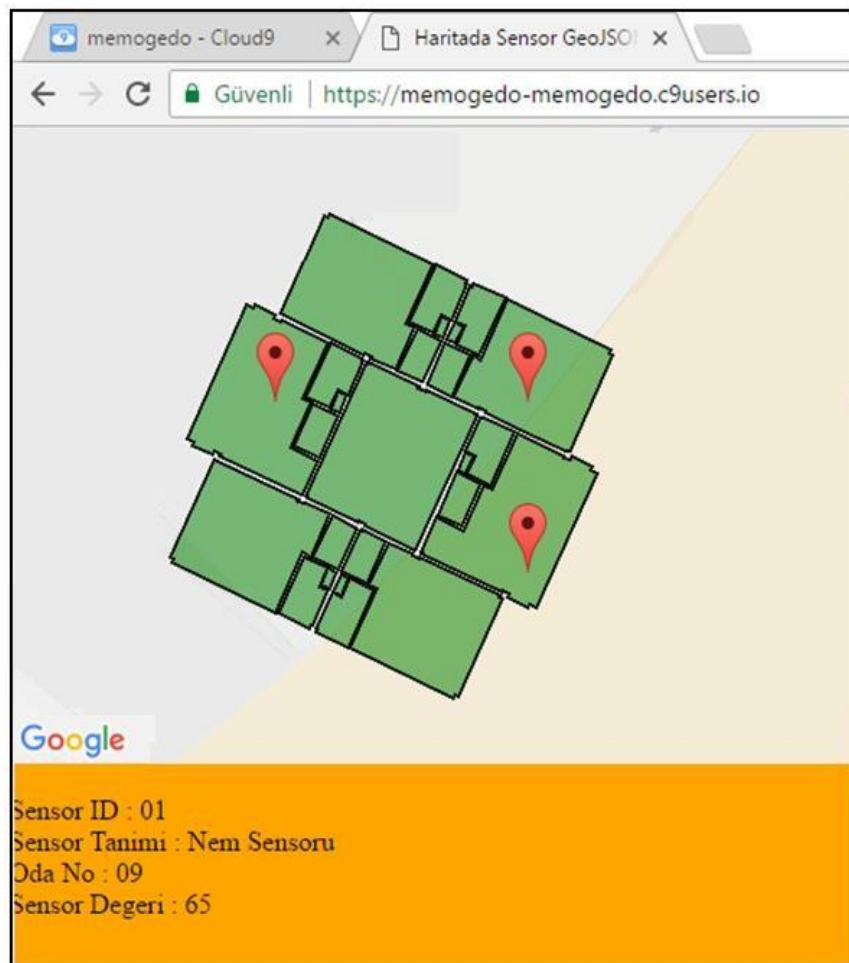 memogedo - Cloud9
Haritada Sensor GeoJSO
Güvenli
https://memogedo-memogedo.c9users.io
Google
Sensor ID : 01
Sensor Tanimi : Nem Sensoru
Oda No : 09
Sensor Degeri : 65